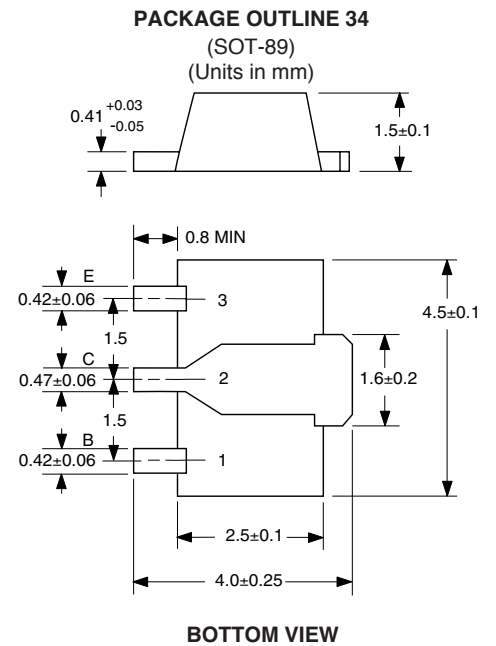 PACKAGE OUTLINE 34
(SOT-89)
(Units in mm)
0.41 +0.03
-0.05
1.5±0.1
0.8 MIN
E
0.42±0.06
3
4.5±0.1
1.5
C
0.47±0.06
2
1.6±0.2
1.5
B
0.42±0.06
1
2.5±0.1
4.0±0.25
BOTTOM VIEW